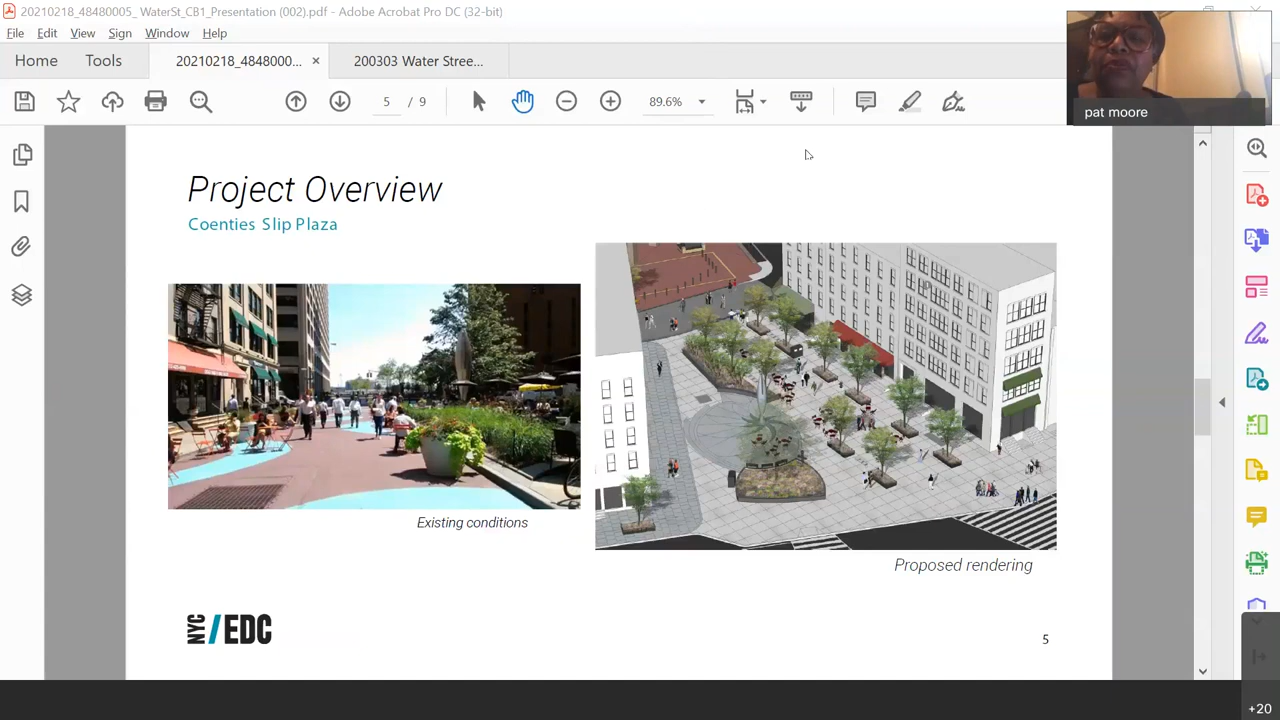 20210218_48480005_ WaterSt_CB1_Presentation (002).pdf - Adobe Acrobat Pro DC (32-bit)
File Edit View Sign Window Help
Home Tools 20210218_4848000... × 200303 Water Stree...
5 / 9 89.6%
pat moore
Project Overview
Coenties Slip Plaza
Existing conditions
Proposed rendering
NYC / EDC
5
+20